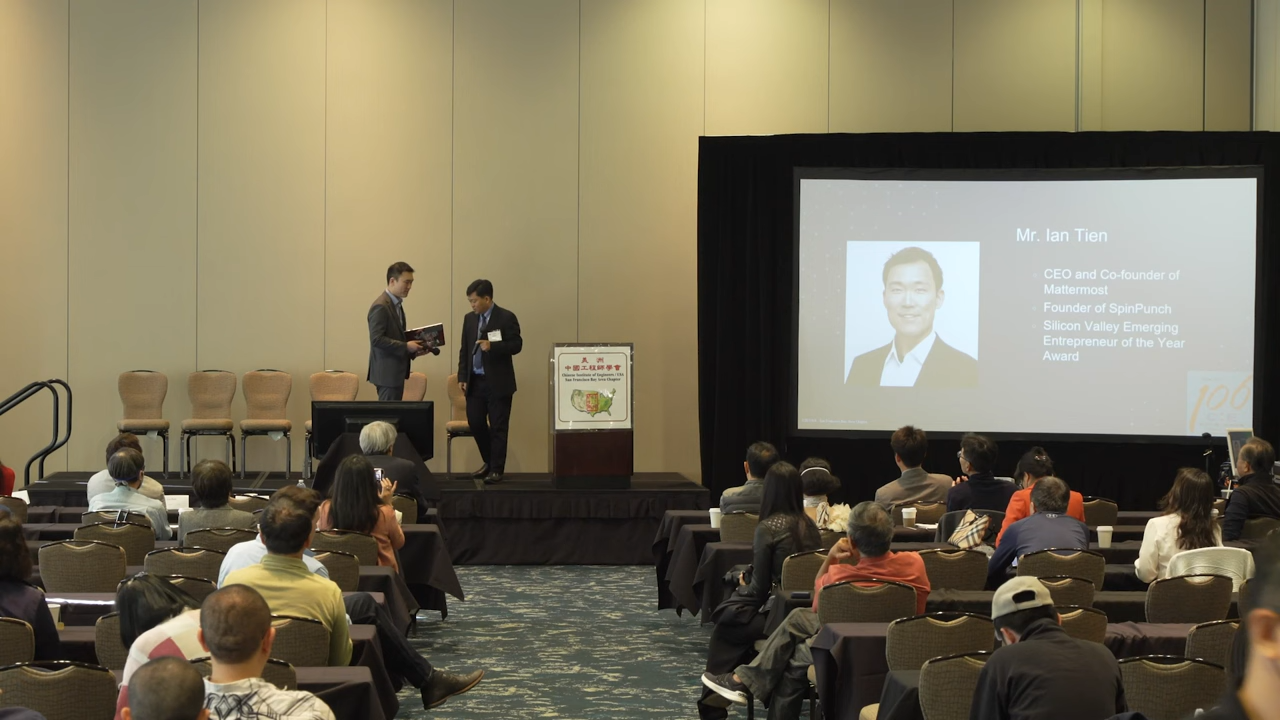 美 洲
中國工程師學會
Chinese Institute of Engineers / USA
San Francisco Bay Area Chapter
Mr. Ian Tien
CEO and Co-founder of
Mattermost
Founder of SpinPunch
Silicon Valley Emerging
Entrepreneur of the Year
Award
106